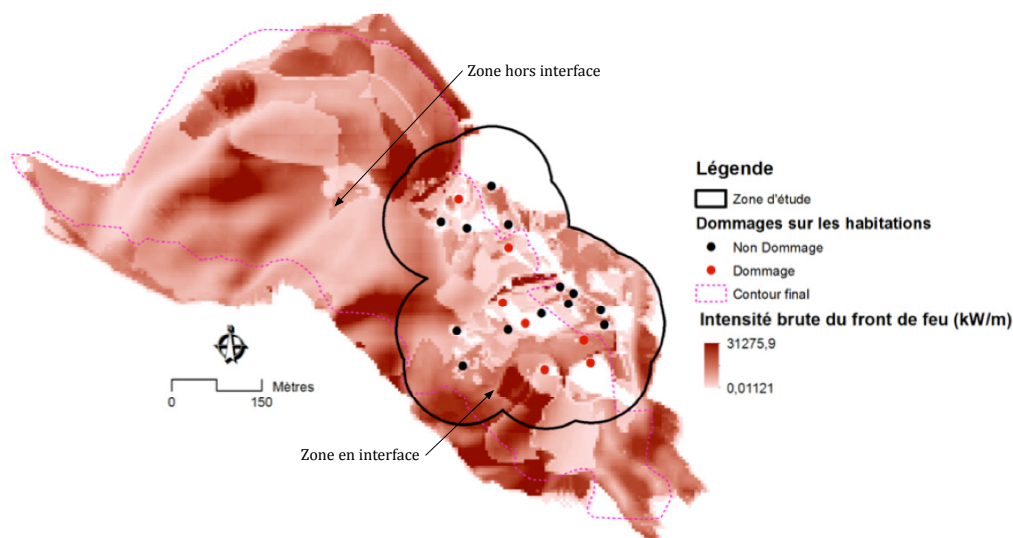 Zone hors interface
Légende
Zone d'étude
Dommages sur les habitations
Non Dommage
Dommage
Contour final
Intensité brute du front de feu (kW/m)
31275,9
0,01121
Mètres
0 150
Zone en interface